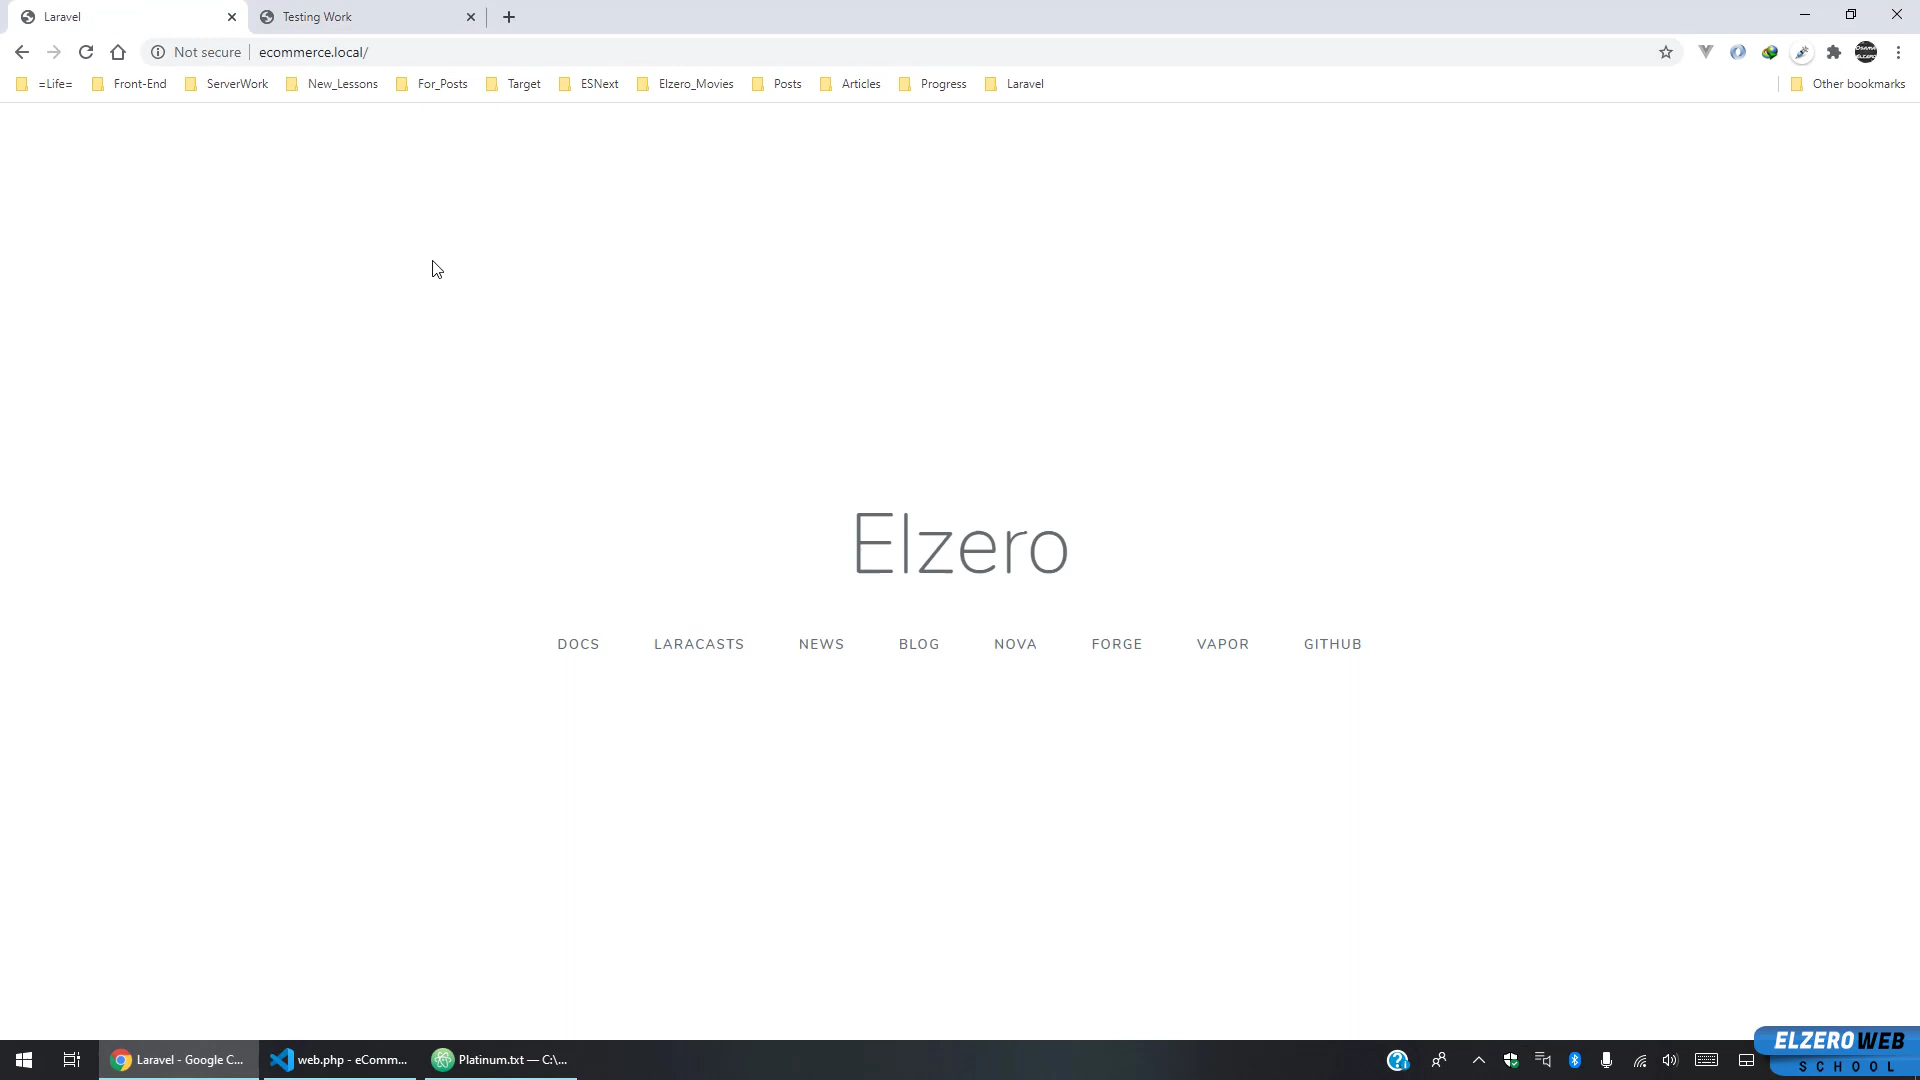 Laravel
Testing Work
Not secure
ecommerce.local/
=Life=
Front-End
ServerWork
New_Lessons
For_Posts
Target
ESNext
Elzero_Movies
Posts
Articles
Progress
Laravel
Other bookmarks
Elzero
DOCS
LARACASTS
NEWS
BLOG
NOVA
FORGE
VAPOR
GITHUB
Laravel - Google C...
web.php - eComm...
Platinum.txt — C:\...
ELZERO WEB
SCHOOL